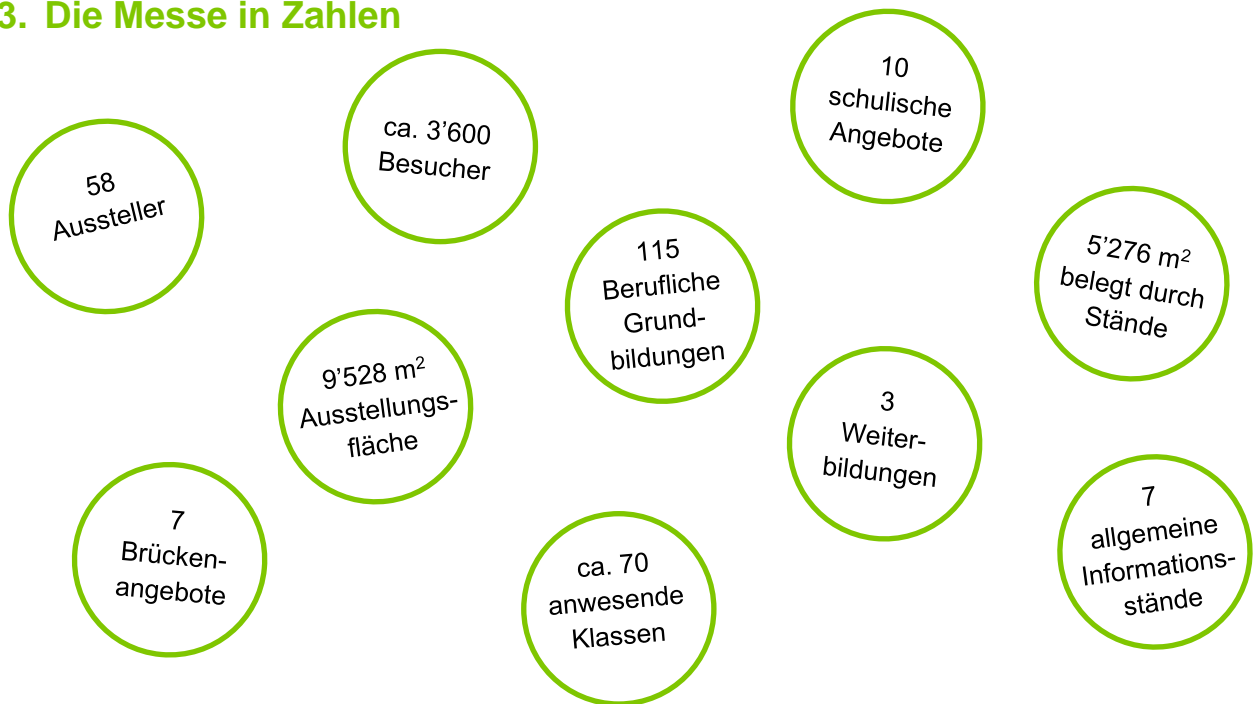 3. Die Messe in Zahlen
10
schulische
Angebote
ca. 3’600
Besucher
58
Aussteller
115
Berufliche
Grund-
bildungen
5’276 m²
belegt durch
Stände
9’528 m²
Ausstellungs-
fläche
3
Weiter-
bildungen
7
Brücken-
angebote
ca. 70
anwesende
Klassen
7
allgemeine
Informations-
stände